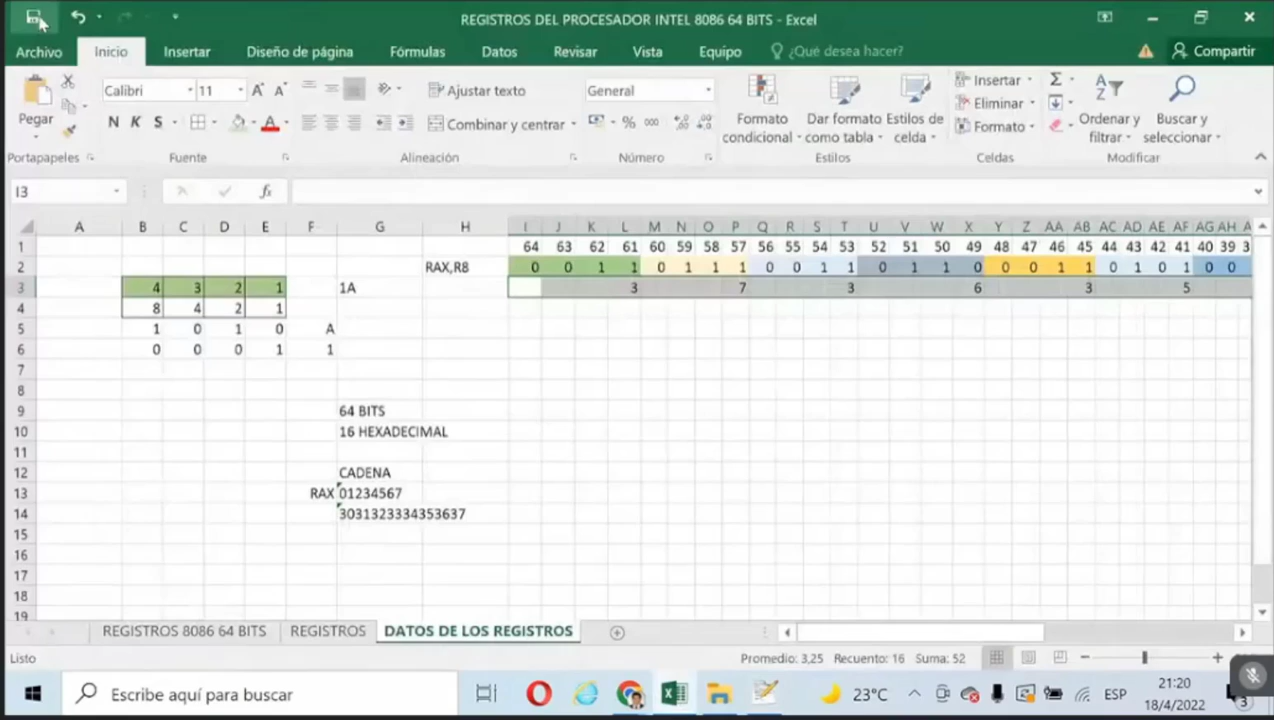 REGISTROS DEL PROCESADOR INTEL 8086 64 BITS - Excel
Archivo Inicio Insertar Diseño de página Fórmulas Datos Revisar Vista Equipo ¿Qué desea hacer? Compartir
Pegar
Calibri 11
N K S
Ajustar texto
Combinar y centrar
General
% 000
Formato condicional
Dar formato como tabla
Estilos de celda
Insertar
Eliminar
Formato
Ordenar y filtrar
Buscar y seleccionar
Portapapeles Fuente Alineación Número Estilos Celdas Modificar
I3 fx
A B C D E F G H I J K L M N O P Q R S T U V W X Y Z AA AB AC AD AE AF AG AH A
1 64 63 62 61 60 59 58 57 56 55 54 53 52 51 50 49 48 47 46 45 44 43 42 41 40 39 3
2 RAX,R8 0 0 1 1 0 1 1 1 0 0 1 1 0 1 1 0 0 0 1 1 0 1 0 1 0 0
3 4 3 2 1 1A 3 7 3 6 3 5
4 8 4 2 1
5 1 0 1 0 A
6 0 0 0 1 1
7
8
9 64 BITS
10 16 HEXADECIMAL
11
12 CADENA
13 RAX 01234567
14 3031323334353637
15
16
17
18
19
REGISTROS 8086 64 BITS REGISTROS DATOS DE LOS REGISTROS
Listo Promedio: 3,25 Recuento: 16 Suma: 52
Escribe aquí para buscar 23°C ESP 21:20
18/4/2022 3